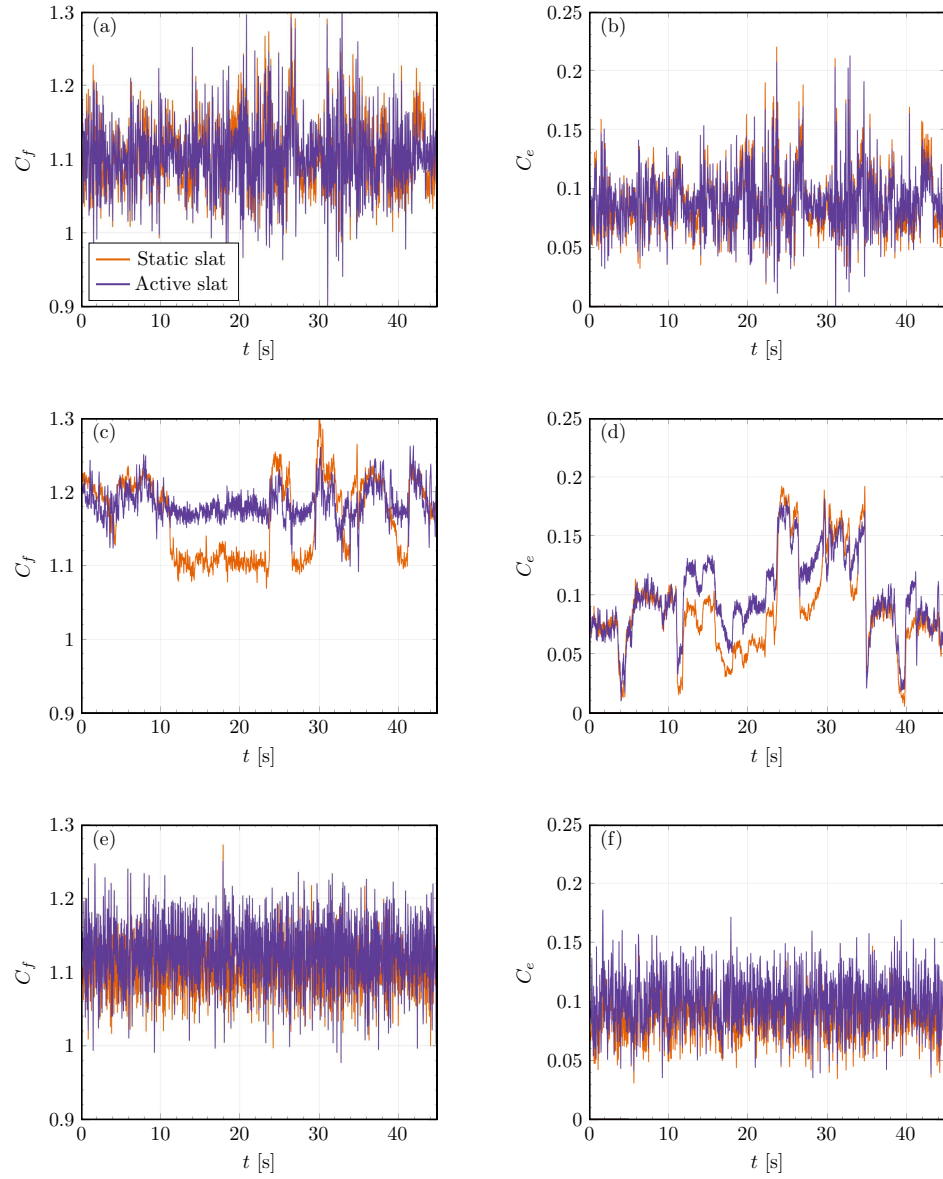 (a)
1.3
1.2
1.1
1
0.9
C_f
Static slat
Active slat
0 10 20 30 40
t [s]
(b)
0.25
0.2
0.15
0.1
0.05
0
C_e
0 10 20 30 40
t [s]
(c)
1.3
1.2
1.1
1
0.9
C_f
0 10 20 30 40
t [s]
(d)
0.25
0.2
0.15
0.1
0.05
0
C_e
0 10 20 30 40
t [s]
(e)
1.3
1.2
1.1
1
0.9
C_f
0 10 20 30 40
t [s]
(f)
0.25
0.2
0.15
0.1
0.05
0
C_e
0 10 20 30 40
t [s]